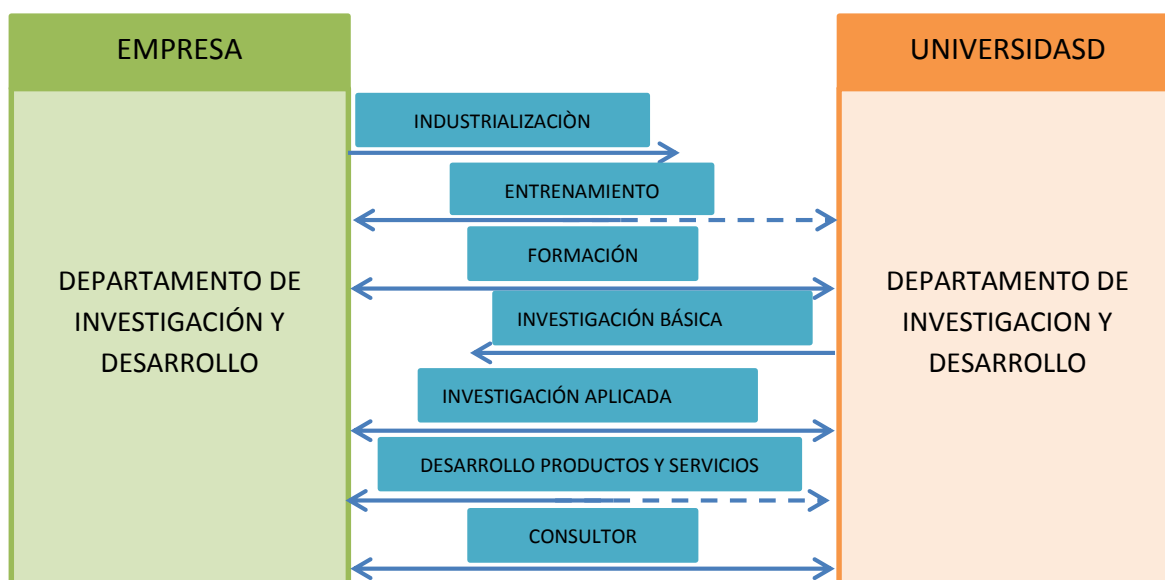 EMPRESA
DEPARTAMENTO DE
INVESTIGACIÓN Y
DESARROLLO
INDUSTRIALIZACIÒN
ENTRENAMIENTO
FORMACIÓN
INVESTIGACIÓN BÁSICA
INVESTIGACIÓN APLICADA
DESARROLLO PRODUCTOS Y SERVICIOS
CONSULTOR
UNIVERSIDASD
DEPARTAMENTO DE
INVESTIGACION Y
DESARROLLO